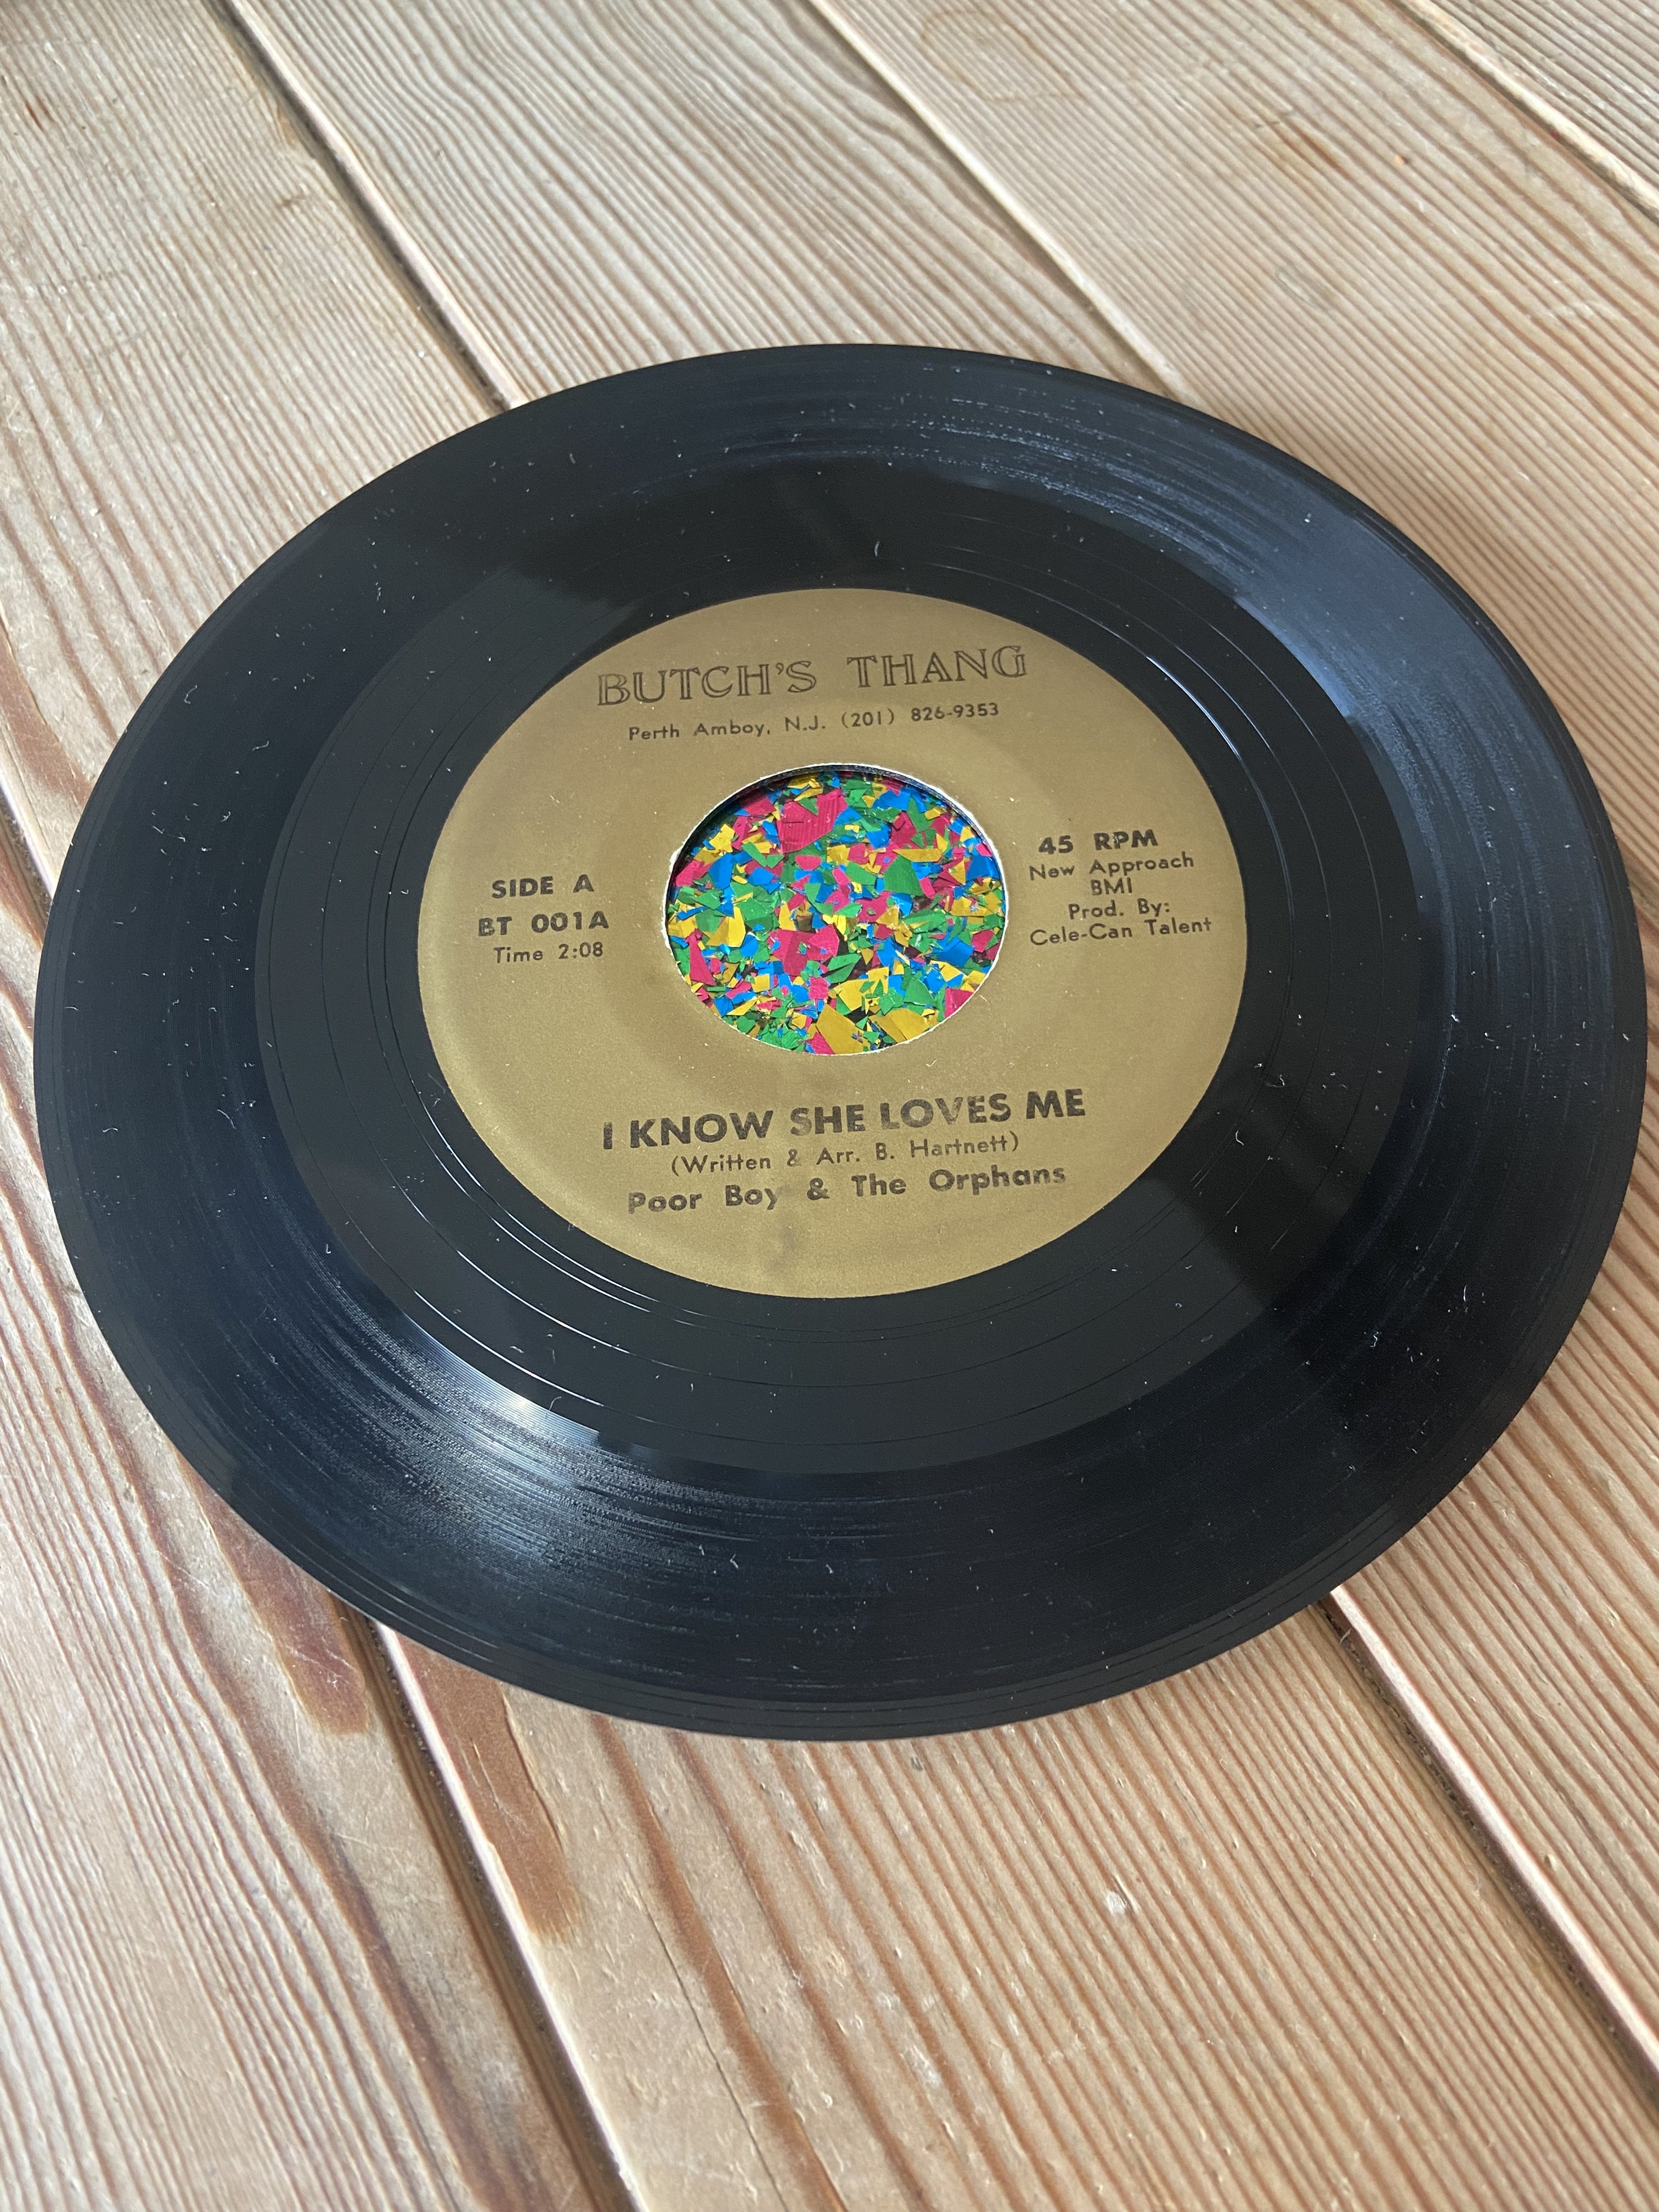 BUTCH'S THANG
Perth Amboy, N.J. (201) 826-9353
SIDE A
BT 001A
Time 2:08
45 RPM
New Approach
BMI
Prod. By:
Cele-Can Talent
I KNOW SHE LOVES ME
(Written & Arr. B. Hartnett)
Poor Boy & The Orphans